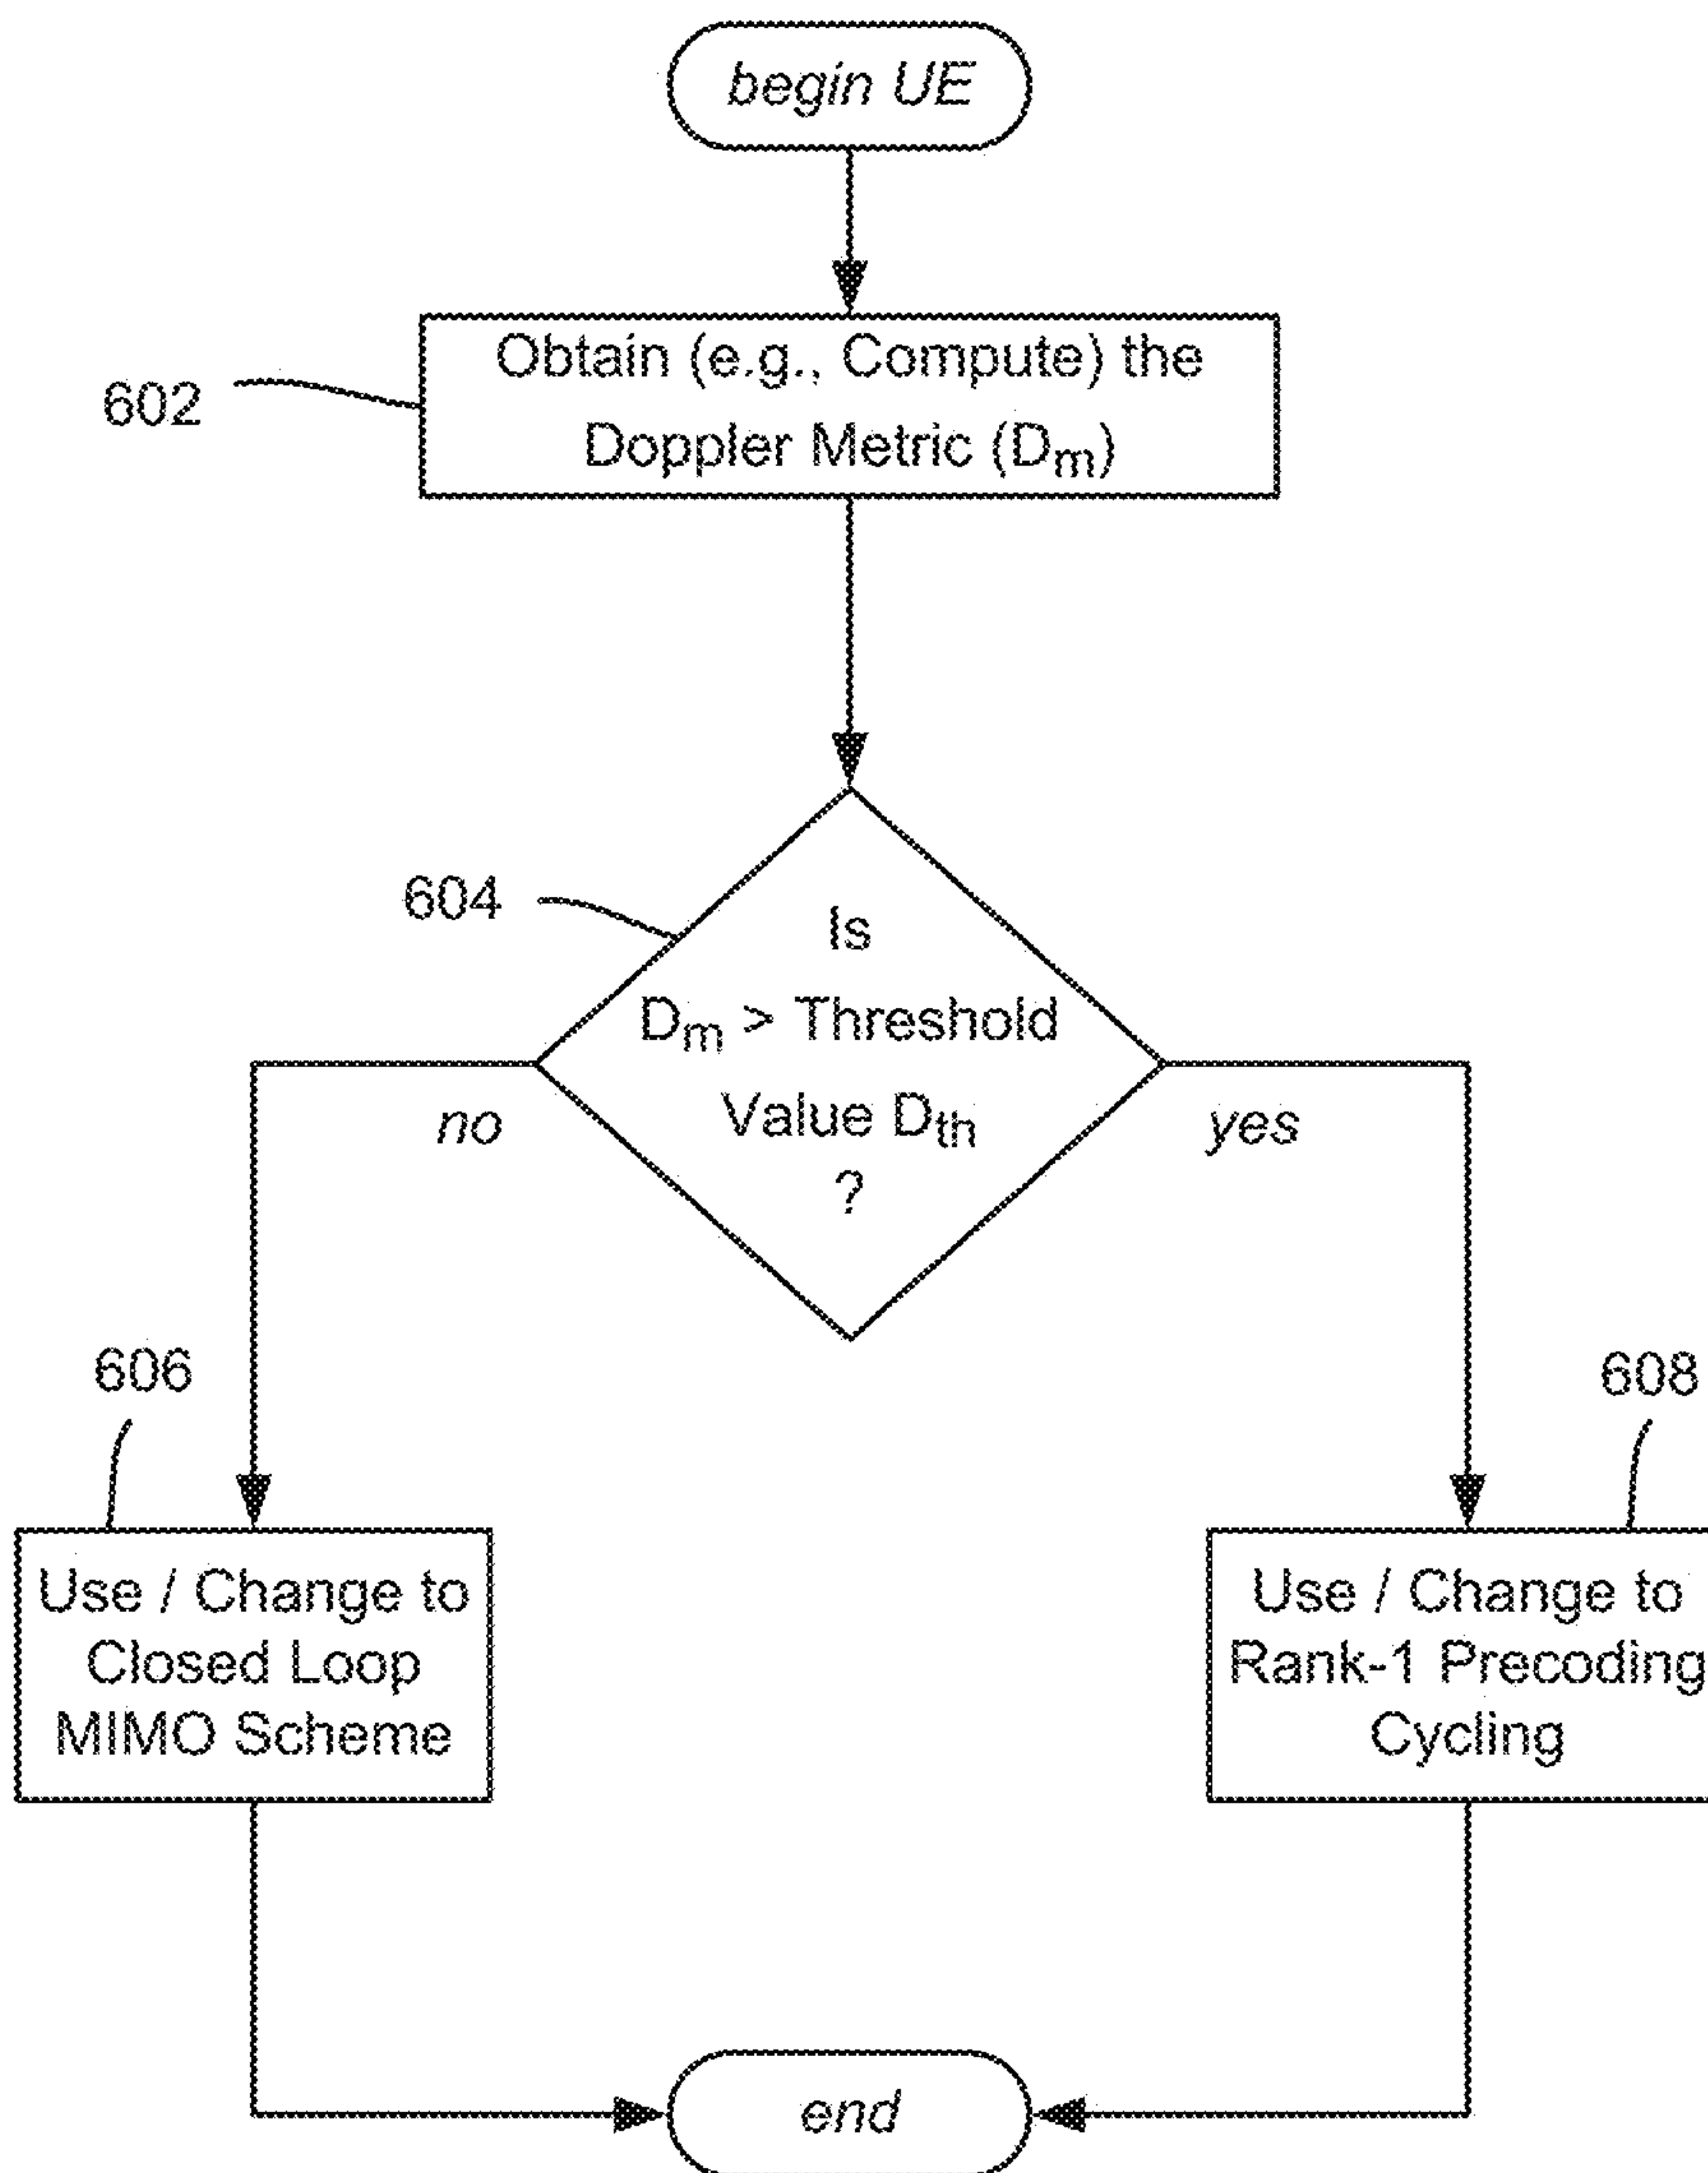 begin UE
Obtain (e.g., Compute) the
Doppler Metric (Dm)
602
604
Is
Dm > Threshold
Value Dth
?
no
yes
606
608
Use / Change to
Closed Loop
MIMO Scheme
Use / Change to
Rank-1 Precoding
Cycling
end